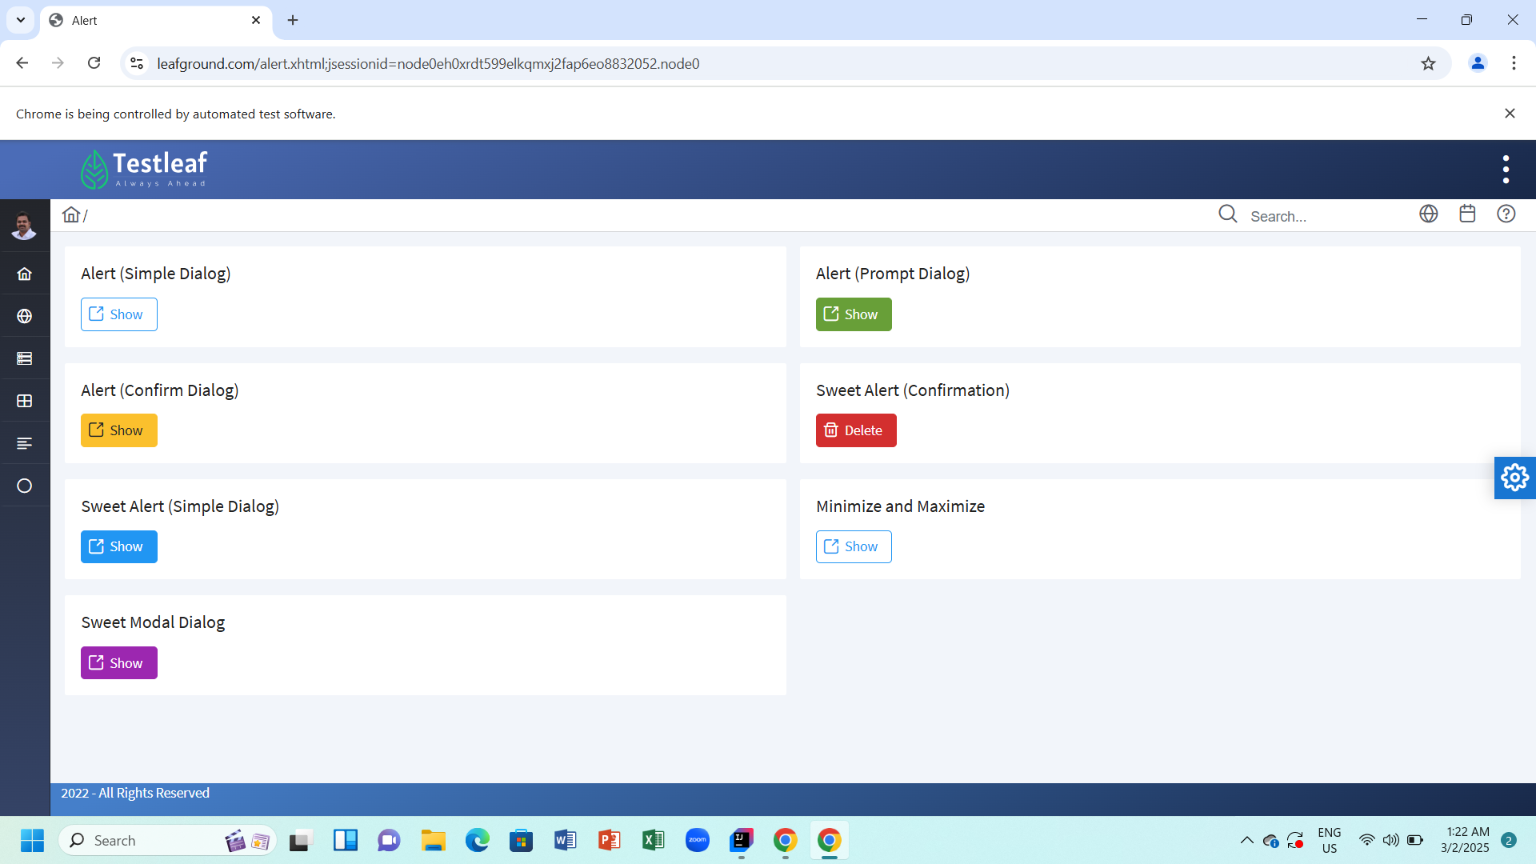 Alert
leafground.com/alert.xhtml;jsessionid=node0eh0xrdt599elkqmxj2fap6eo8832052.node0
Chrome is being controlled by automated test software.
Testleaf
Always Ahead
/
Search...
Alert (Simple Dialog)
Show
Alert (Prompt Dialog)
Show
Alert (Confirm Dialog)
Show
Sweet Alert (Confirmation)
Delete
Sweet Alert (Simple Dialog)
Show
Minimize and Maximize
Show
Sweet Modal Dialog
Show
2022 - All Rights Reserved
Search
zoom
ENG
US
1:22 AM
3/2/2025
2